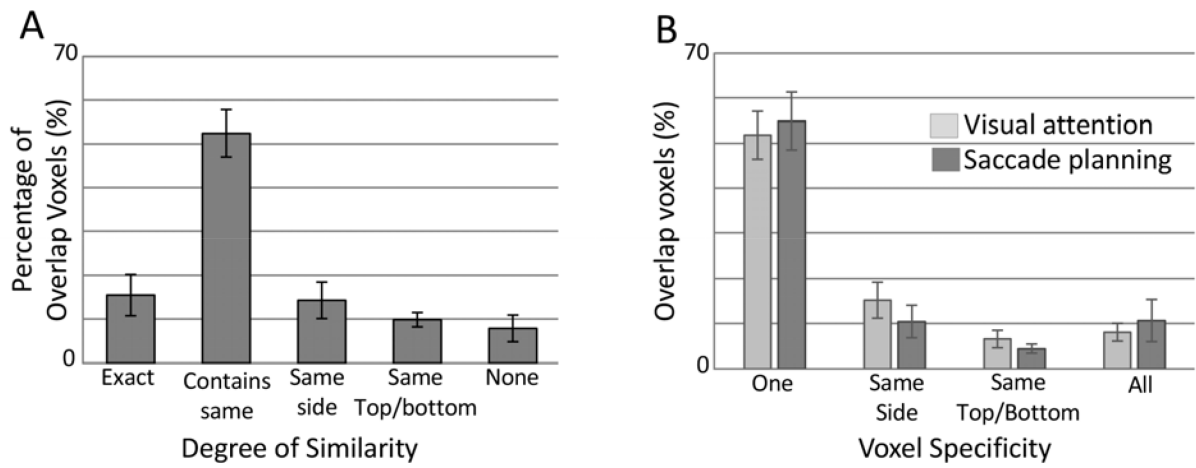 A
70
Percentage of
Overlap Voxels (%)
0
Exact
Contains
same
Same
side
Same
Top/bottom
None
Degree of Similarity
B
70
Overlap voxels (%)
0
Visual attention
Saccade planning
One
Same
Side
Same
Top/Bottom
All
Voxel Specificity